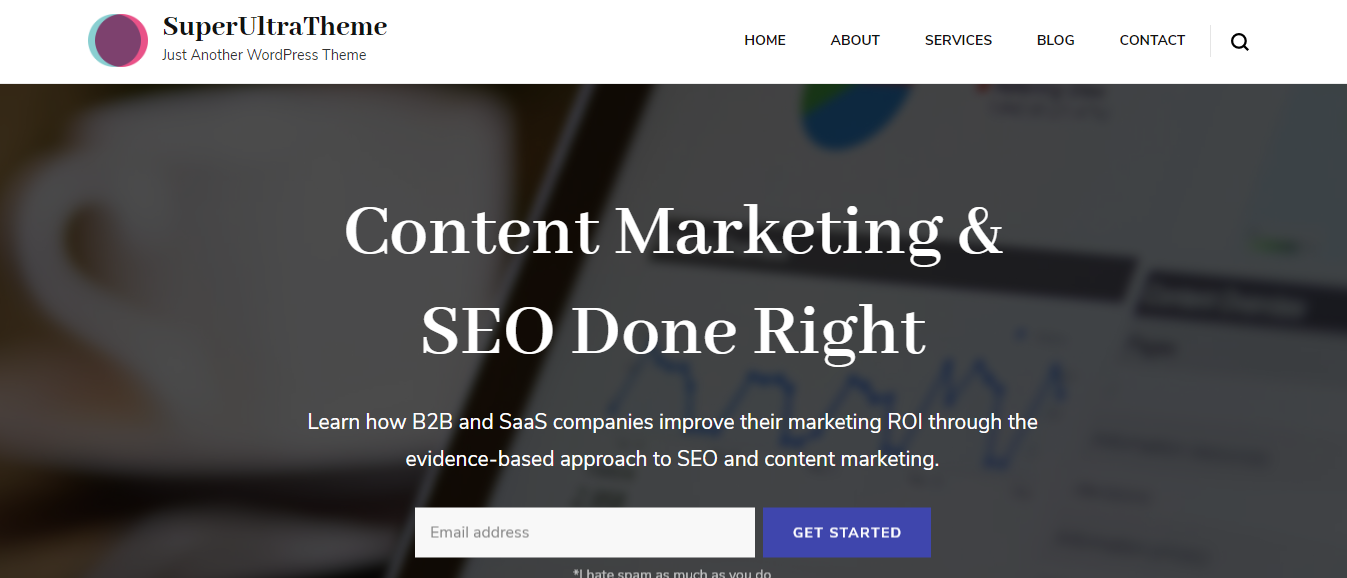 SuperUltraTheme
Just Another WordPress Theme
HOME ABOUT SERVICES BLOG CONTACT
Content Marketing &
SEO Done Right
Learn how B2B and SaaS companies improve their marketing ROI through the
evidence-based approach to SEO and content marketing.
Email address GET STARTED
*I hate spam as much as you do